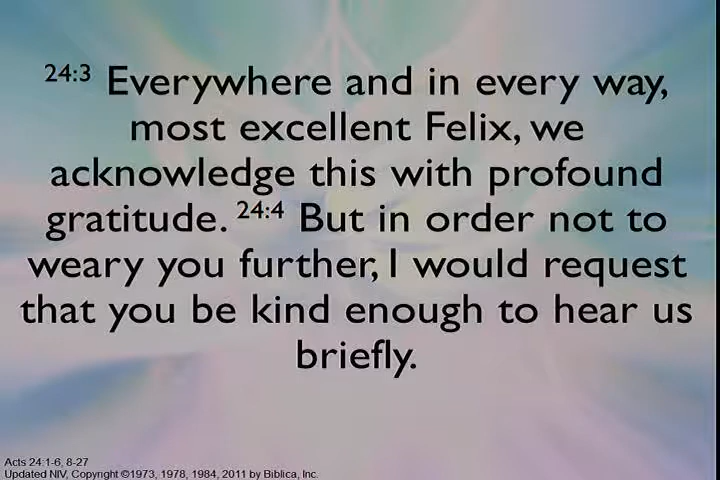 24:3 Everywhere and in every way,
most excellent Felix, we
acknowledge this with profound
gratitude. 24:4 But in order not to
weary you further, I would request
that you be kind enough to hear us
briefly.
Acts 24:1-6, 8-27
Updated NIV, Copyright ©1973, 1978, 1984, 2011 by Biblica, Inc.